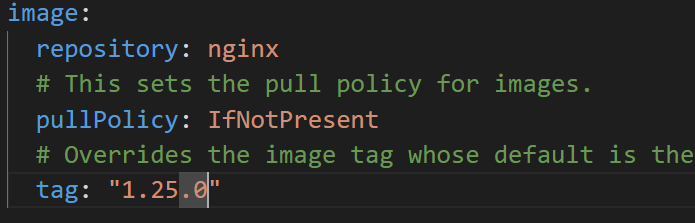 image:
repository: nginx
# This sets the pull policy for images.
pullPolicy: IfNotPresent
# Overrides the image tag whose default is the
tag: "1.25.0"